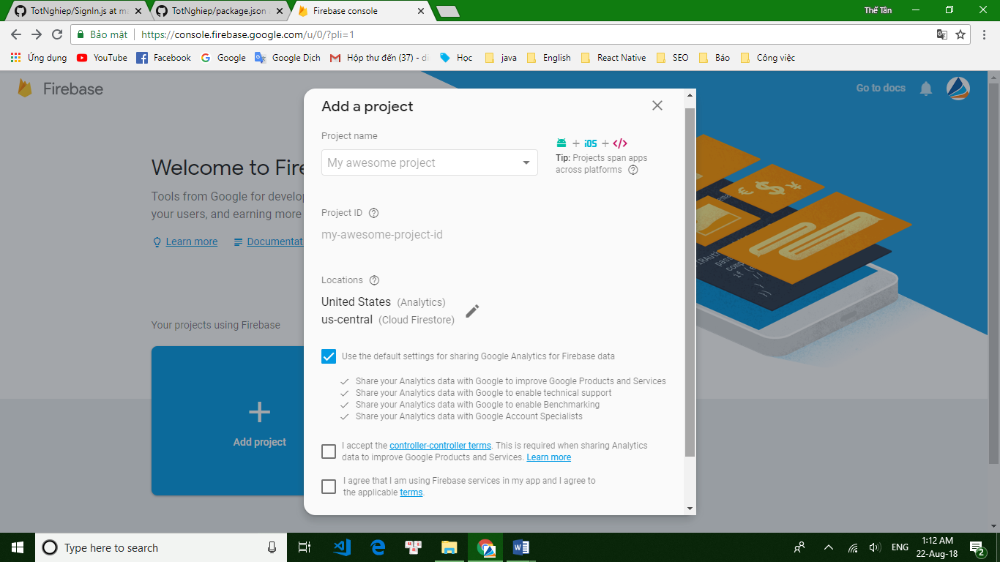 TotNghiep/SignIn.js at ma
TotNghiep/package.json
Firebase console
Thế Tân
Bảo mật
https://console.firebase.google.com/u/0/?pli=1
Ứng dụng
YouTube
Facebook
Google
Google Dịch
Hộp thư đến (37) - di
Học
java
English
React Native
SEO
Báo
Công việc
Firebase
Go to docs
Add a project
Project name
My awesome project
+ iOS + </>
Tip: Projects span apps
across platforms
Welcome to Fire
Tools from Google for develop
your users, and earning more
Learn more
Documentat
Project ID
my-awesome-project-id
Locations
United States (Analytics)
us-central (Cloud Firestore)
Your projects using Firebase
Add project
Use the default settings for sharing Google Analytics for Firebase data
Share your Analytics data with Google to improve Google Products and Services
Share your Analytics data with Google to enable technical support
Share your Analytics data with Google to enable Benchmarking
Share your Analytics data with Google Account Specialists
I accept the controller-controller terms. This is required when sharing Analytics
data to improve Google Products and Services. Learn more
I agree that I am using Firebase services in my app and I agree to
the applicable terms.
Type here to search
ENG
1:12 AM
22-Aug-18
2